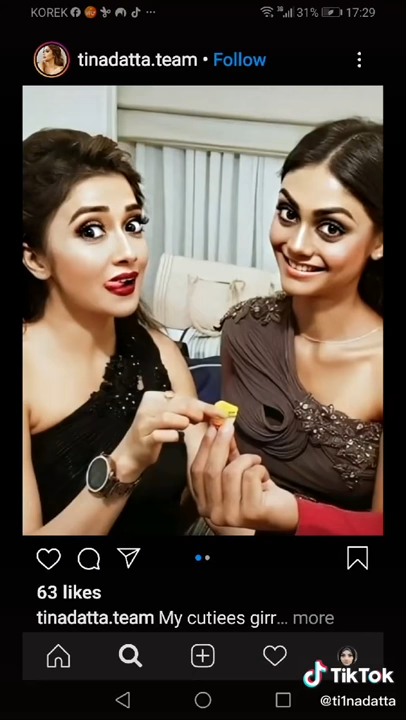 KOREK 31% 17:29
tinadatta.team • Follow
63 likes
tinadatta.team My cutiees girr... more
TikTok
@ti1nadatta